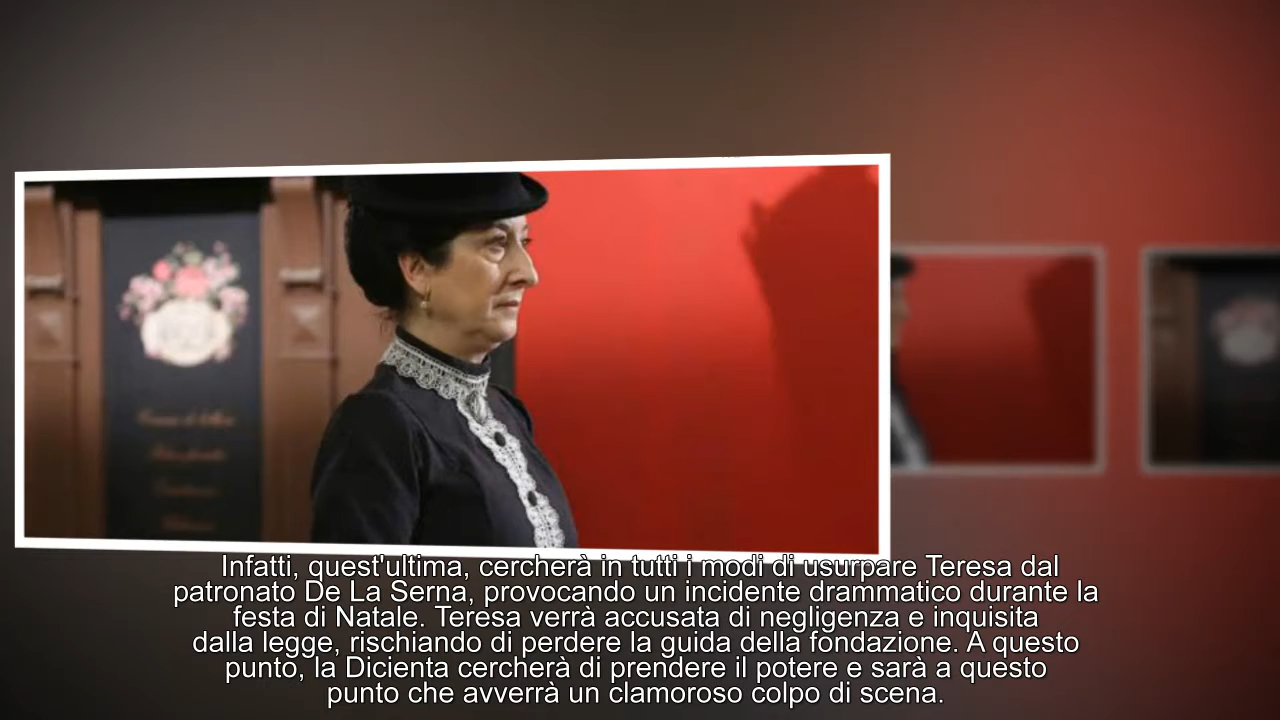 Infatti, quest'ultima, cercherà in tutti i modi di usurpare Teresa dal
patronato De La Serna, provocando un incidente drammatico durante la
festa di Natale. Teresa verrà accusata di negligenza e inquisita
dalla legge, rischiando di perdere la guida della fondazione. A questo
punto, la Dicienta cercherà di prendere il potere e sarà a questo
punto che avverrà un clamoroso colpo di scena.